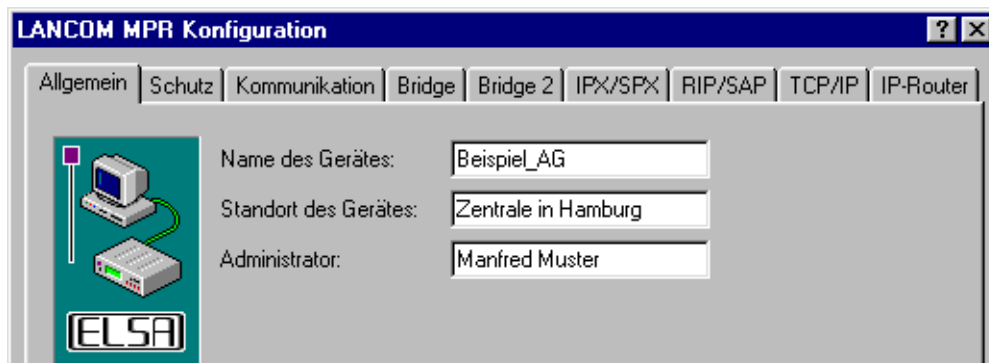 LANCOM MPR Konfiguration
Allgemein Schutz Kommunikation Bridge Bridge 2 IPX/SPX RIP/SAP TCP/IP IP-Router
Name des Gerätes: Beispiel_AG
Standort des Gerätes: Zentrale in Hamburg
Administrator: Manfred Muster
ELSA